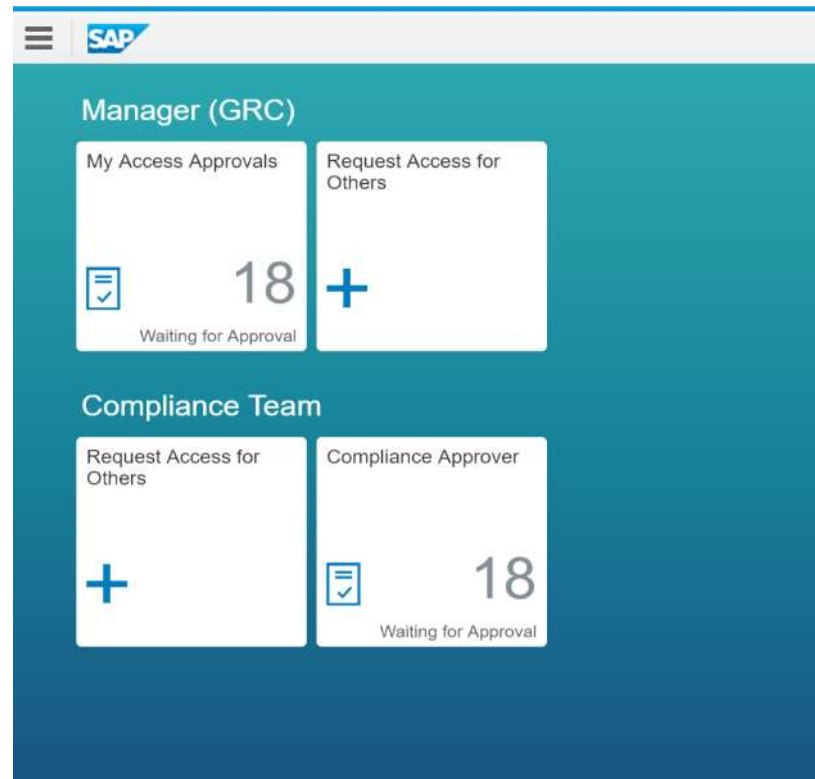 SAP
Manager (GRC)
My Access Approvals
18
Waiting for Approval
Request Access for
Others
Compliance Team
Request Access for
Others
Compliance Approver
18
Waiting for Approval